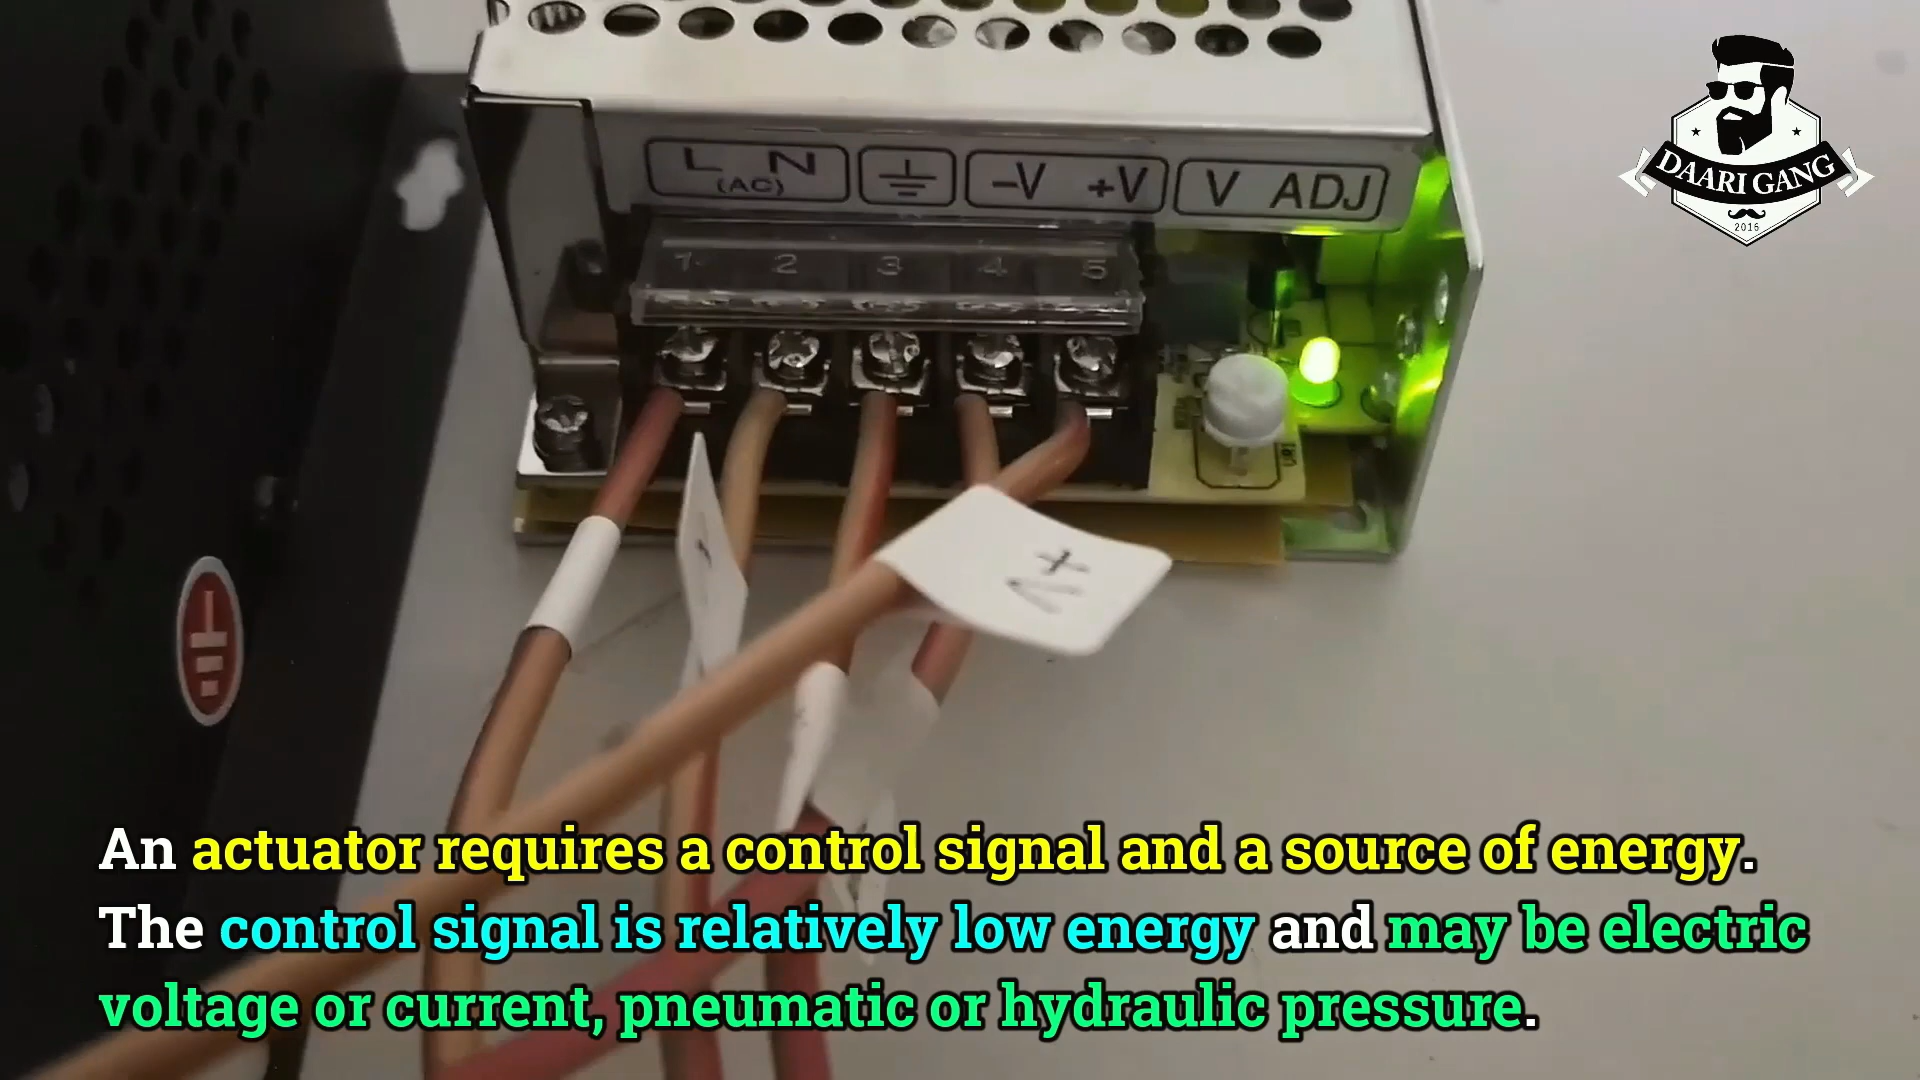 L N
(AC)
-V +V
V ADJ
1 2 3 4 5
DAARI GANG
2016
+V
An actuator requires a control signal and a source of energy.
The control signal is relatively low energy and may be electric
voltage or current, pneumatic or hydraulic pressure.